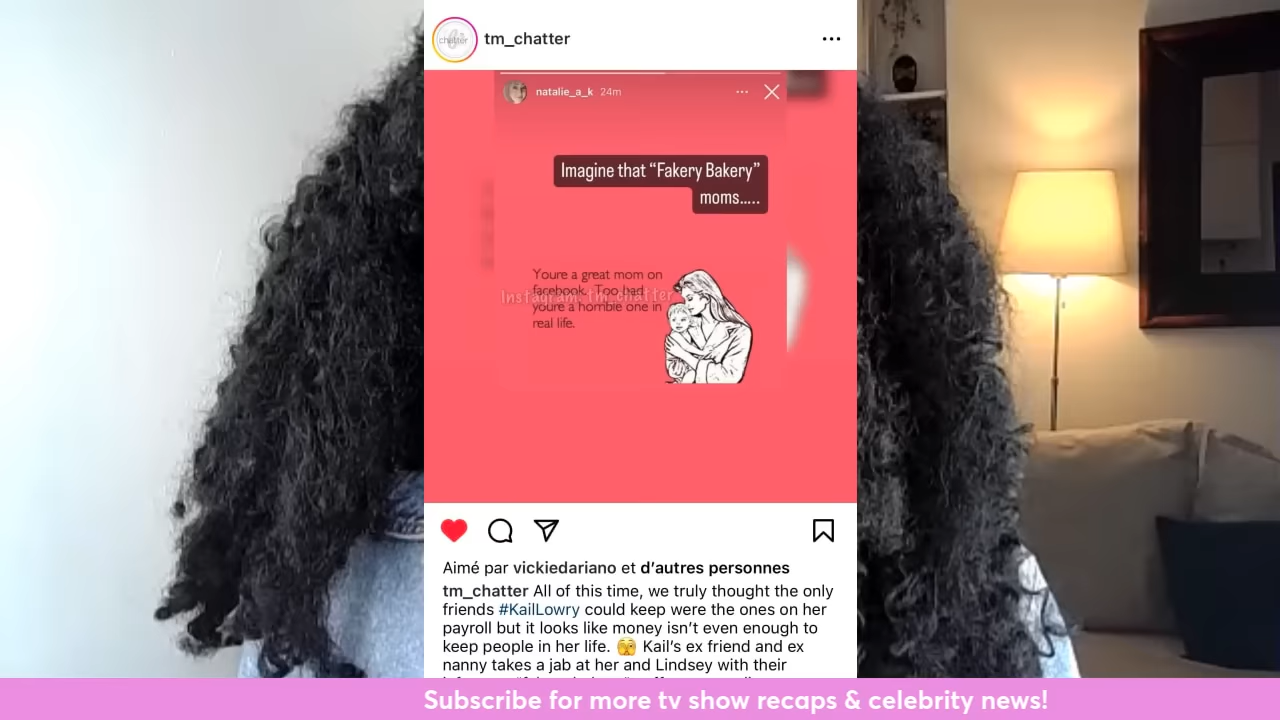 chatter
tm_chatter
natalie_a_k 24m
Imagine that “Fakery Bakery”
moms.....
Youre a great mom on
facebook. Too bad
Instagram: tm_chatter
youre a horrible one in
real life.
Aimé par vickiedariano et d’autres personnes
tm_chatter All of this time, we truly thought the only
friends #KailLowry could keep were the ones on her
payroll but it looks like money isn’t even enough to
keep people in her life. 🫣 Kail’s ex friend and ex
nanny takes a jab at her and Lindsey with their
Subscribe for more tv show recaps & celebrity news!